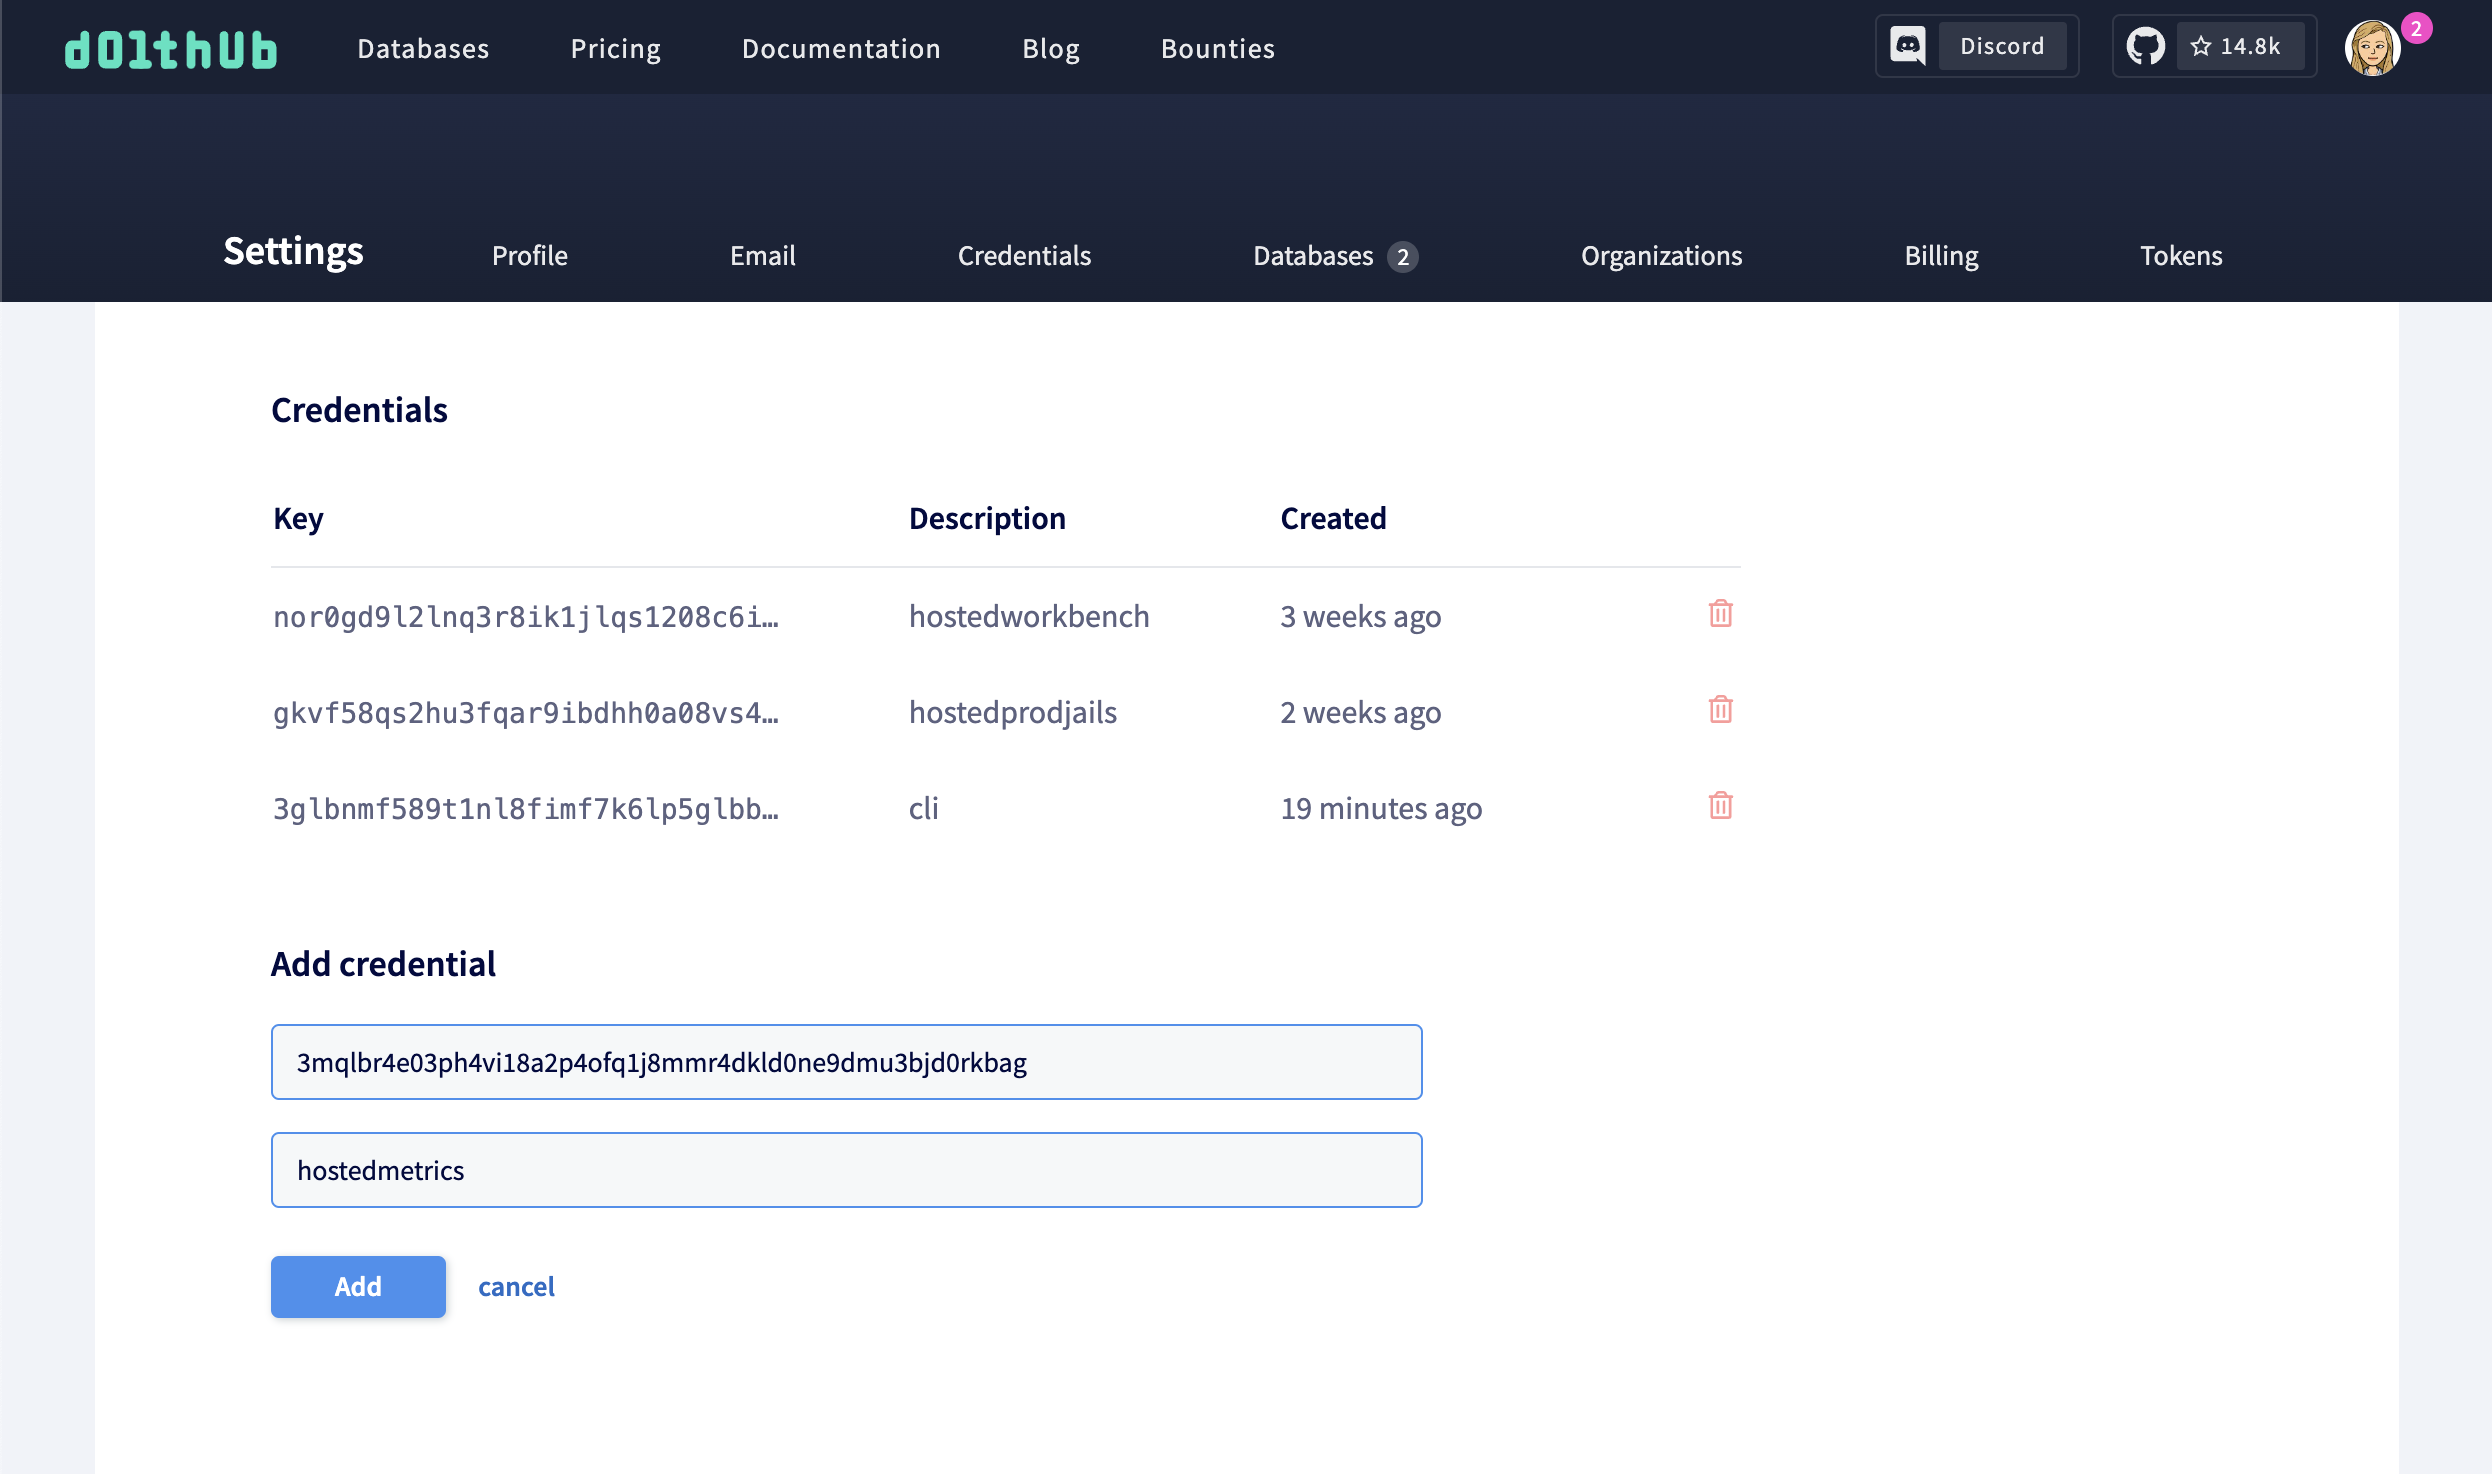 dolthub Databases Pricing Documentation Blog Bounties Discord 14.8k 2
Settings Profile Email Credentials Databases 2 Organizations Billing Tokens
Credentials
Key Description Created
nor0gd9l2lnq3r8ik1jlqs1208c6i… hostedworkbench 3 weeks ago
gkvf58qs2hu3fqar9ibdhh0a08vs4… hostedprodjails 2 weeks ago
3glbnmf589t1nl8fimf7k6lp5glbb… cli 19 minutes ago
Add credential
3mqlbr4e03ph4vi18a2p4ofq1j8mmr4dkld0ne9dmu3bjd0rkbag
hostedmetrics
Add cancel